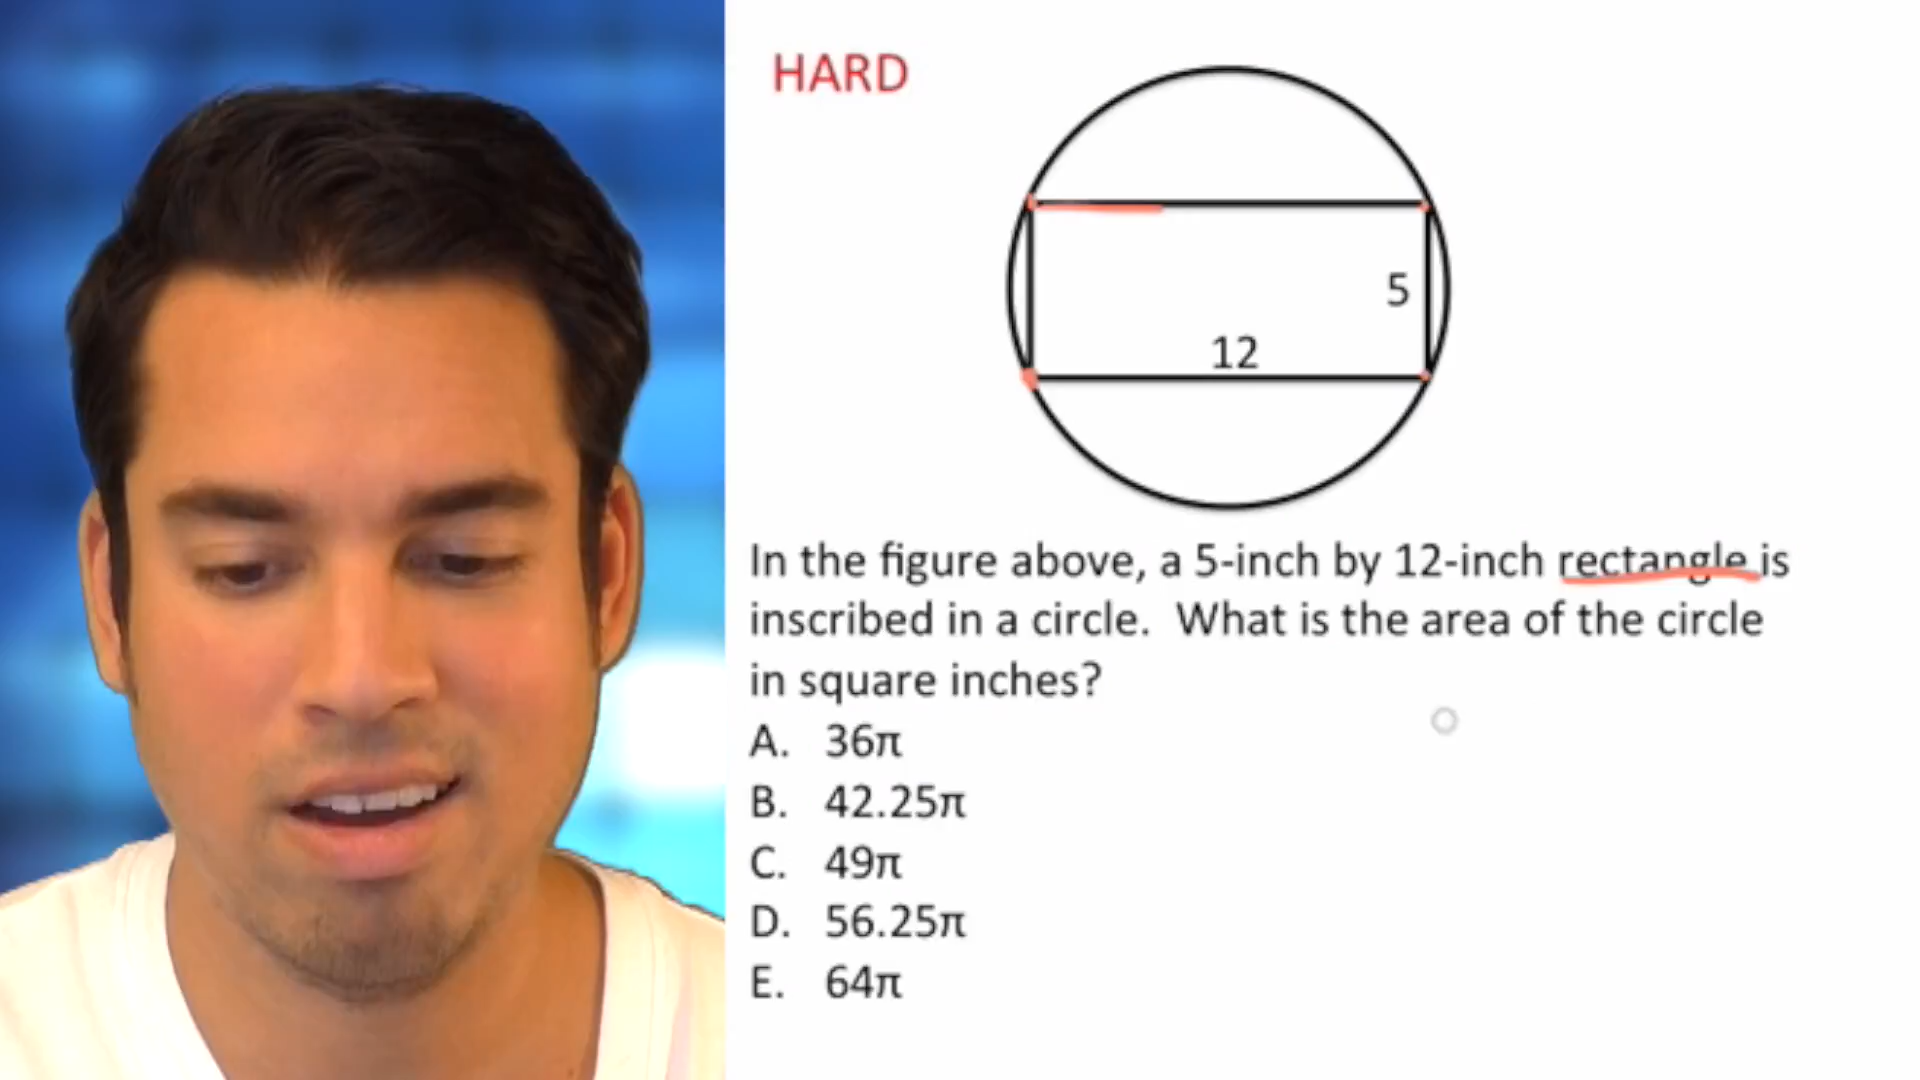 HARD
5
12
In the figure above, a 5-inch by 12-inch rectangle is
inscribed in a circle.  What is the area of the circle
in square inches?
A. 36π
B. 42.25π
C. 49π
D. 56.25π
E. 64π